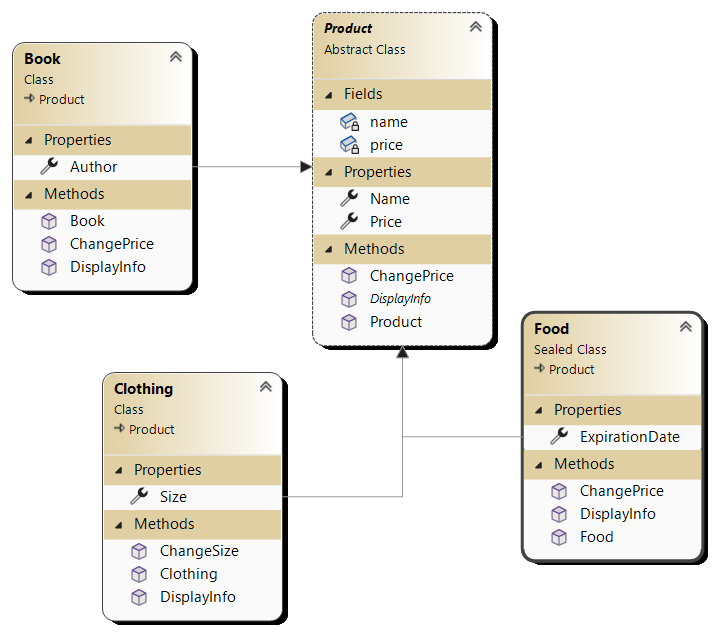 Book
Class
Product
Properties
Author
Methods
Book
ChangePrice
DisplayInfo
Product
Abstract Class
Fields
name
price
Properties
Name
Price
Methods
ChangePrice
DisplayInfo
Product
Clothing
Class
Product
Properties
Size
Methods
ChangeSize
Clothing
DisplayInfo
Food
Sealed Class
Product
Properties
ExpirationDate
Methods
ChangePrice
DisplayInfo
Food